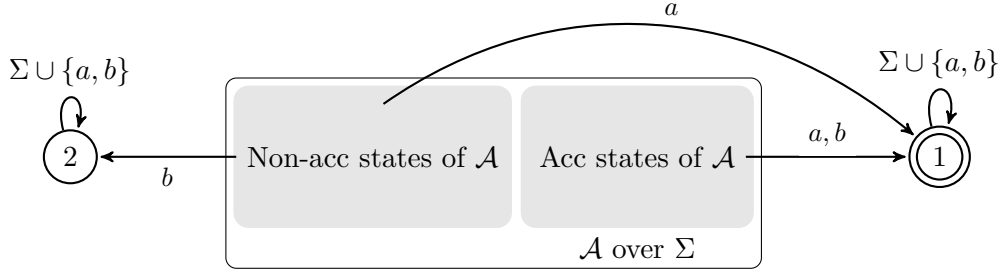 a
Σ ∪ {a, b}
Σ ∪ {a, b}
2
b
Non-acc states of 𝒜
Acc states of 𝒜
a, b
1
𝒜 over Σ